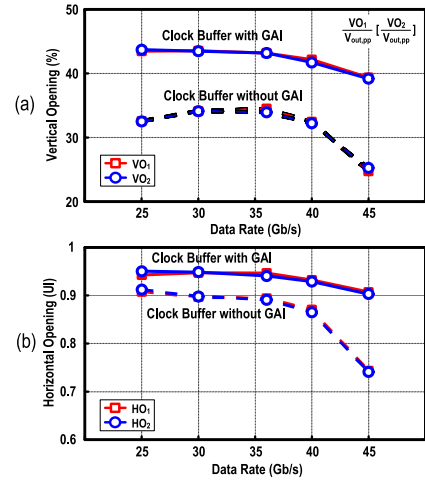 50
40
30
20
Vertical Opening (%)
(a)
Clock Buffer with GAI
VO₁ / Vout,pp [ VO₂ / Vout,pp ]
Clock Buffer without GAI
VO₁
VO₂
25 30 35 40 45
Data Rate (Gb/s)
1
0.9
0.8
0.7
0.6
Horizontal Opening (UI)
(b)
Clock Buffer with GAI
Clock Buffer without GAI
HO₁
HO₂
25 30 35 40 45
Data Rate (Gb/s)